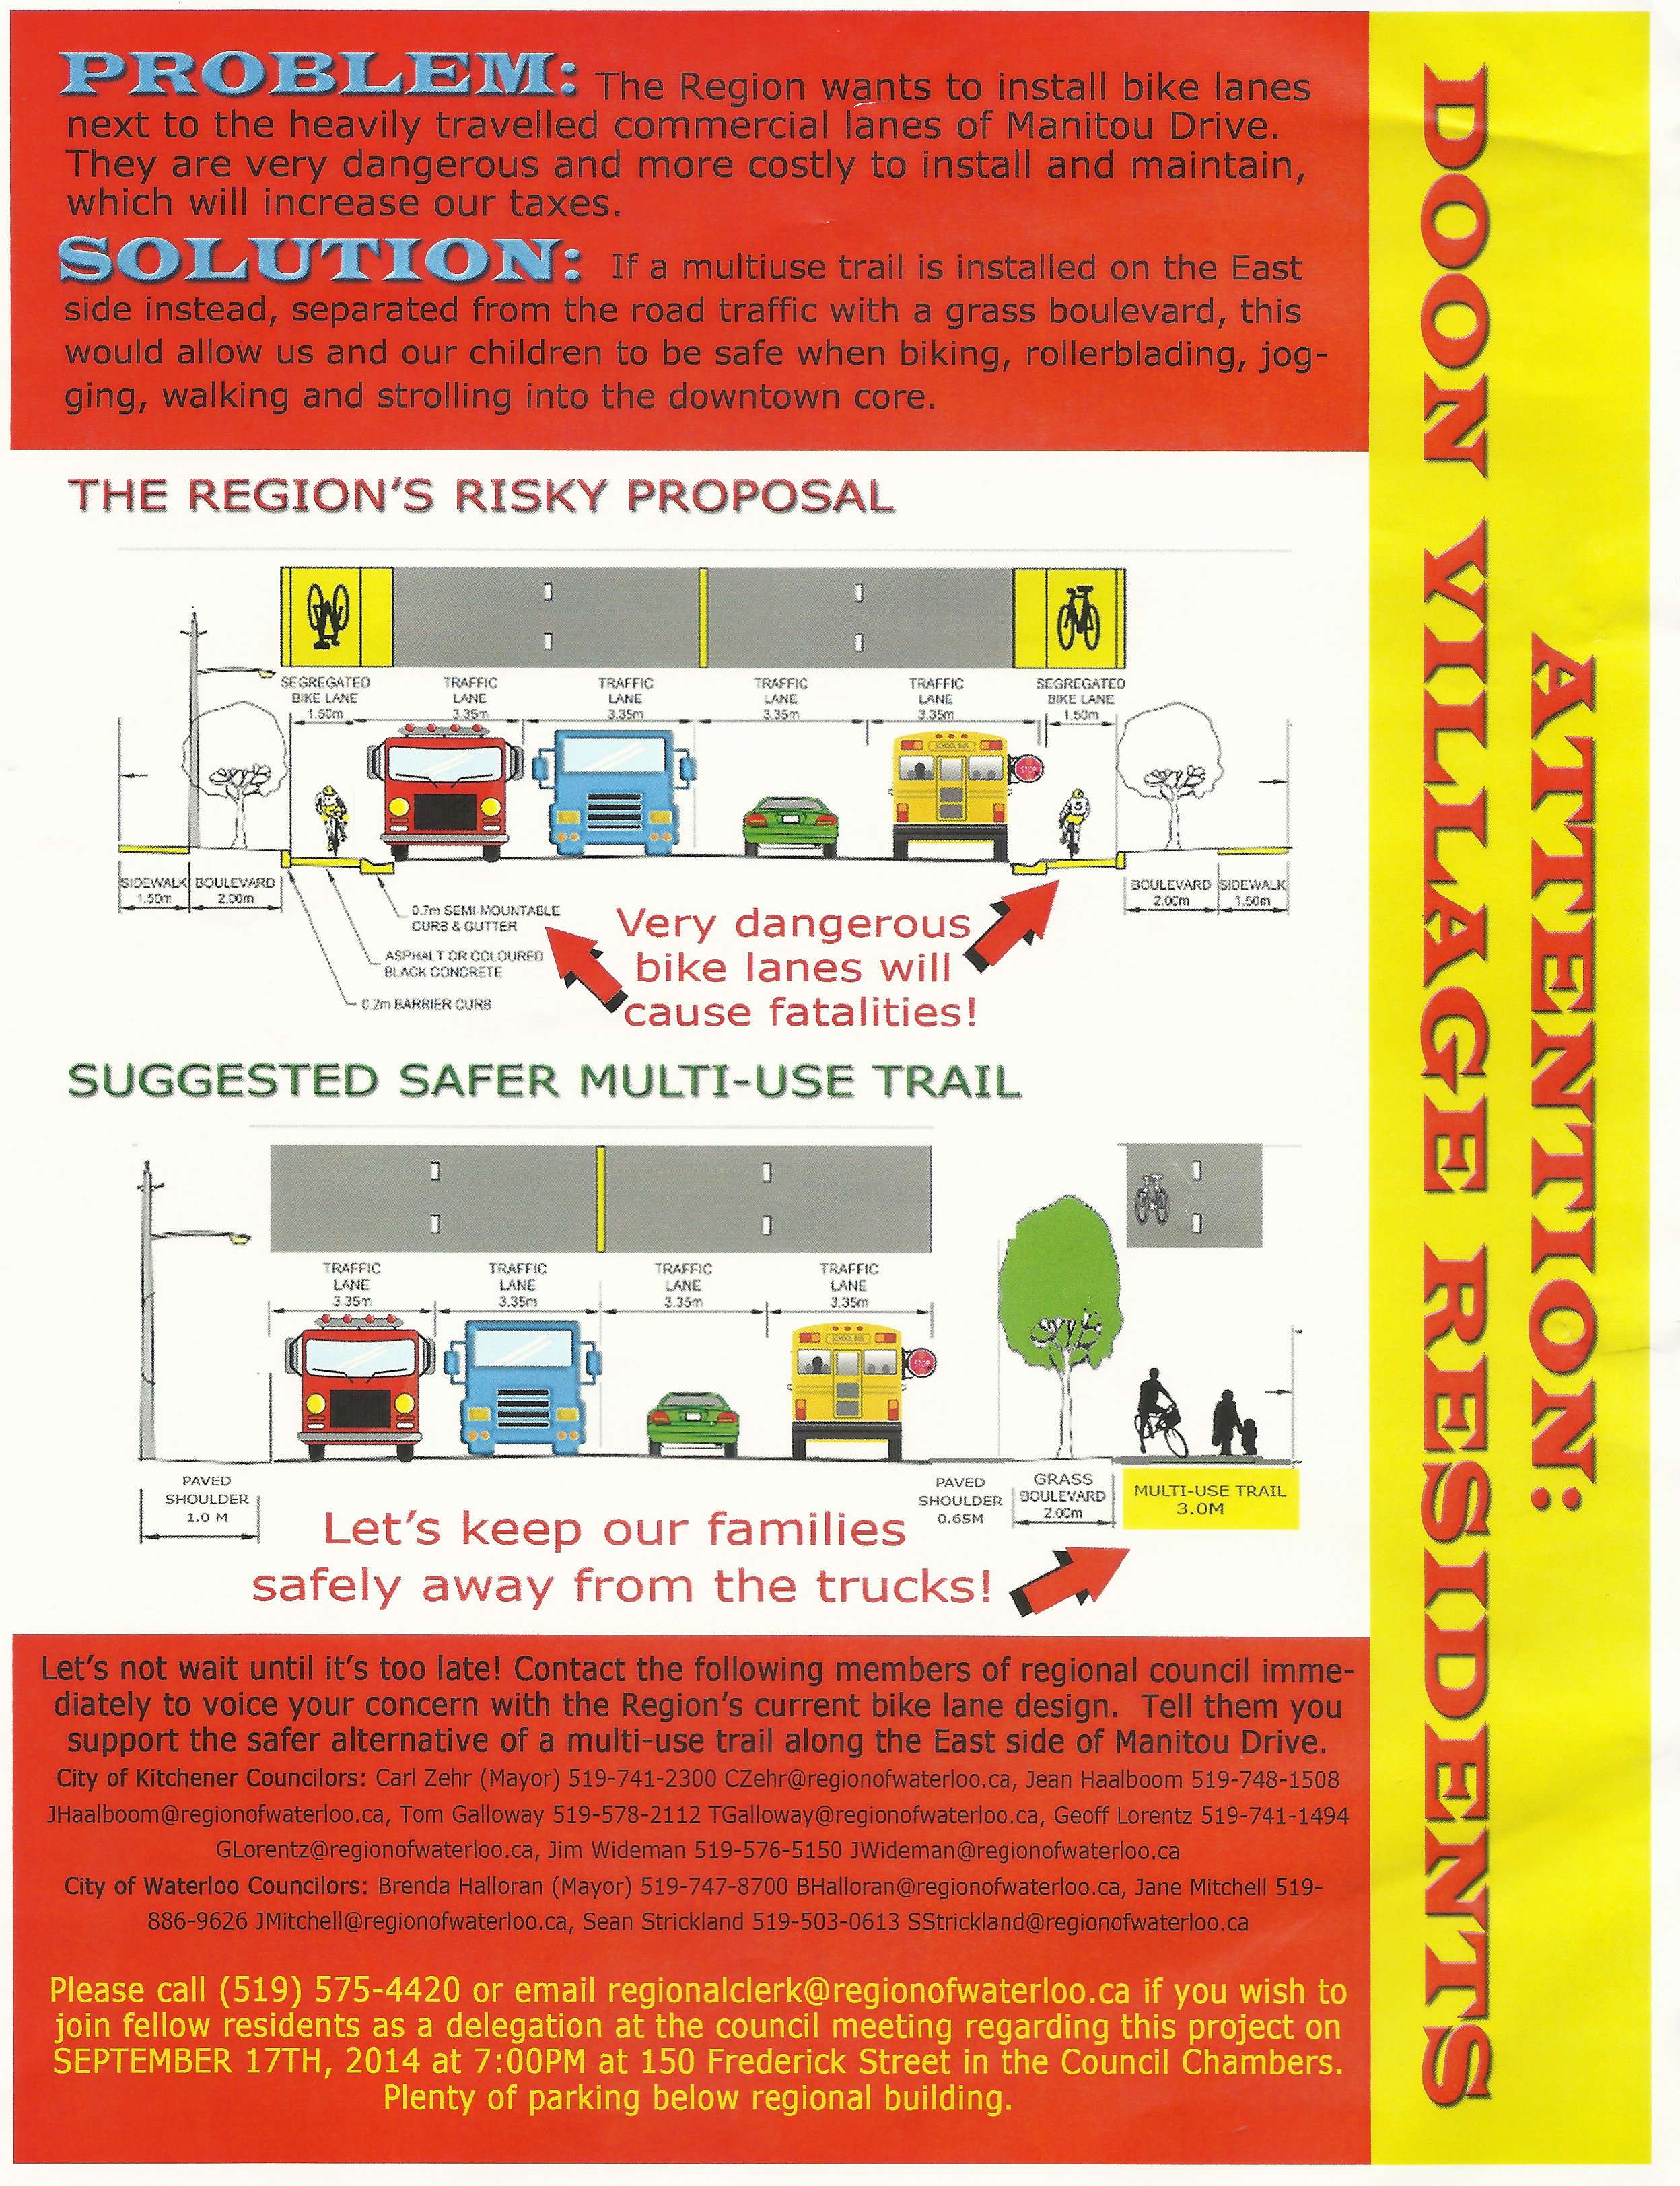 PROBLEM: The Region wants to install bike lanes
next to the heavily travelled commercial lanes of Manitou Drive.
They are very dangerous and more costly to install and maintain,
which will increase our taxes.
SOLUTION: If a multiuse trail is installed on the East
side instead, separated from the road traffic with a grass boulevard, this
would allow us and our children to be safe when biking, rollerblading, jog-
ging, walking and strolling into the downtown core.
THE REGION'S RISKY PROPOSAL
SEGREGATED
BIKE LANE
1.50m
TRAFFIC
LANE
3.35m
TRAFFIC
LANE
3.35m
TRAFFIC
LANE
3.35m
TRAFFIC
LANE
3.35m
SEGREGATED
BIKE LANE
1.50m
SCHOOL BUS
STOP
5
SIDEWALK
1.50m
BOULEVARD
2.00m
BOULEVARD
2.00m
SIDEWALK
1.50m
0.7m SEMI-MOUNTABLE
CURB & GUTTER
ASPHALT OR COLOURED
BLACK CONCRETE
0.2m BARRIER CURB
Very dangerous
bike lanes will
cause fatalities!
SUGGESTED SAFER MULTI-USE TRAIL
TRAFFIC
LANE
3.35m
TRAFFIC
LANE
3.35m
TRAFFIC
LANE
3.35m
TRAFFIC
LANE
3.35m
SCHOOL BUS
STOP
PAVED
SHOULDER
1.0 M
PAVED
SHOULDER
0.65M
GRASS
BOULEVARD
2.00m
MULTI-USE TRAIL
3.0M
Let's keep our families
safely away from the trucks!
Let's not wait until it's too late! Contact the following members of regional council imme-
diately to voice your concern with the Region's current bike lane design. Tell them you
support the safer alternative of a multi-use trail along the East side of Manitou Drive.
City of Kitchener Councilors: Carl Zehr (Mayor) 519-741-2300 CZehr@regionofwaterloo.ca, Jean Haalboom 519-748-1508
JHaalboom@regionofwaterloo.ca, Tom Galloway 519-578-2112 TGalloway@regionofwaterloo.ca, Geoff Lorentz 519-741-1494
GLorentz@regionofwaterloo.ca, Jim Wideman 519-576-5150 JWideman@regionofwaterloo.ca
City of Waterloo Councilors: Brenda Halloran (Mayor) 519-747-8700 BHalloran@regionofwaterloo.ca, Jane Mitchell 519-
886-9626 JMitchell@regionofwaterloo.ca, Sean Strickland 519-503-0613 SStrickland@regionofwaterloo.ca
Please call (519) 575-4420 or email regionalclerk@regionofwaterloo.ca if you wish to
join fellow residents as a delegation at the council meeting regarding this project on
SEPTEMBER 17TH, 2014 at 7:00PM at 150 Frederick Street in the Council Chambers.
Plenty of parking below regional building.
ATTENTION:
DOON VILLAGE RESIDENTS